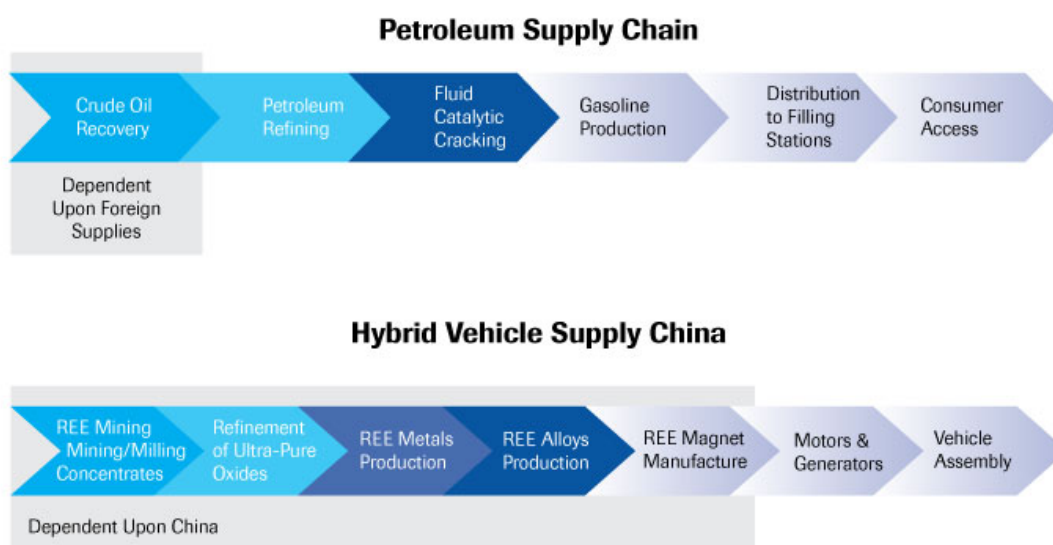 Petroleum Supply Chain
Crude Oil
Recovery
Petroleum
Refining
Fluid
Catalytic
Cracking
Gasoline
Production
Distribution
to Filling
Stations
Consumer
Access
Dependent
Upon Foreign
Supplies
Hybrid Vehicle Supply China
REE Mining
Mining/Milling
Concentrates
Refinement
of Ultra-Pure
Oxides
REE Metals
Production
REE Alloys
Production
REE Magnet
Manufacture
Motors &
Generators
Vehicle
Assembly
Dependent Upon China